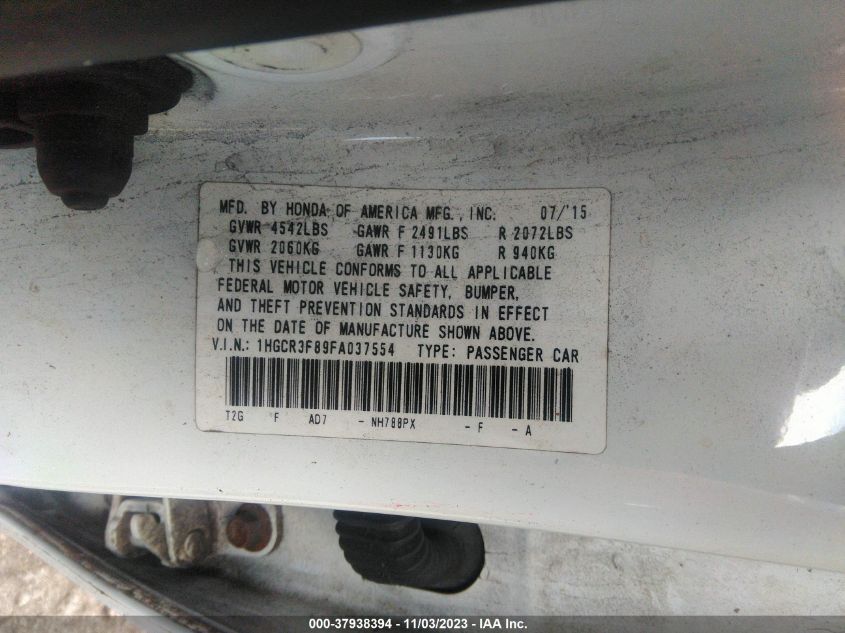 MFD. BY HONDA OF AMERICA MFG., INC. 07/'15
GVWR 4542LBS GAWR F 2491LBS R 2072LBS
GVWR 2060KG GAWR F 1130KG R 940KG
THIS VEHICLE CONFORMS TO ALL APPLICABLE
FEDERAL MOTOR VEHICLE SAFETY, BUMPER,
AND THEFT PREVENTION STANDARDS IN EFFECT
ON THE DATE OF MANUFACTURE SHOWN ABOVE.
V.I.N.: 1HGCR3F89FA037554 TYPE: PASSENGER CAR
T2G F AD7 - NH788PX - F - A
000-37938394 - 11/03/2023 - IAA Inc.